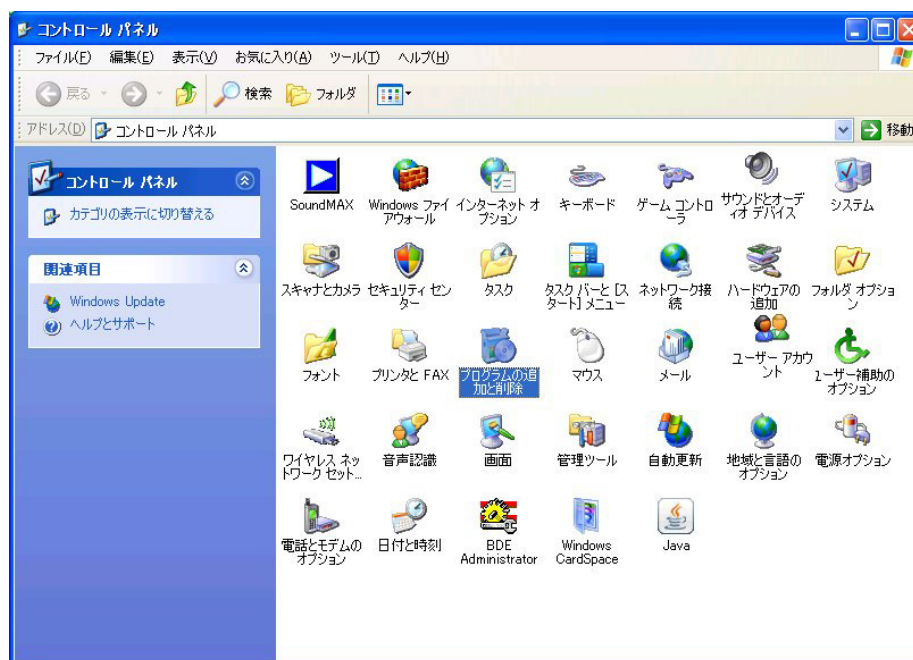 コントロール パネル
ファイル(F) 編集(E) 表示(V) お気に入り(A) ツール(T) ヘルプ(H)
戻る 検索 フォルダ
アドレス(D) コントロール パネル 移動
コントロール パネル
カテゴリの表示に切り替える
関連項目
Windows Update
ヘルプとサポート
SoundMAX
Windows ファイ
アウォール
インターネット オ
プション
キーボード
ゲーム コントロ
ーラ
サウンドとオーデ
ィオ デバイス
システム
スキャナとカメラ
セキュリティ セン
ター
タスク
タスク バーと [ス
タート] メニュー
ネットワーク接
続
ハードウェアの
追加
フォルダ オプショ
ン
フォント
プリンタと FAX
プログラムの追
加と削除
マウス
メール
ユーザー アカウ
ント
ユーザー補助の
オプション
ワイヤレス ネッ
トワーク セット...
音声認識
画面
管理ツール
自動更新
地域と言語の
オプション
電源オプション
電話とモデムの
オプション
日付と時刻
BDE
Administrator
Windows
CardSpace
Java